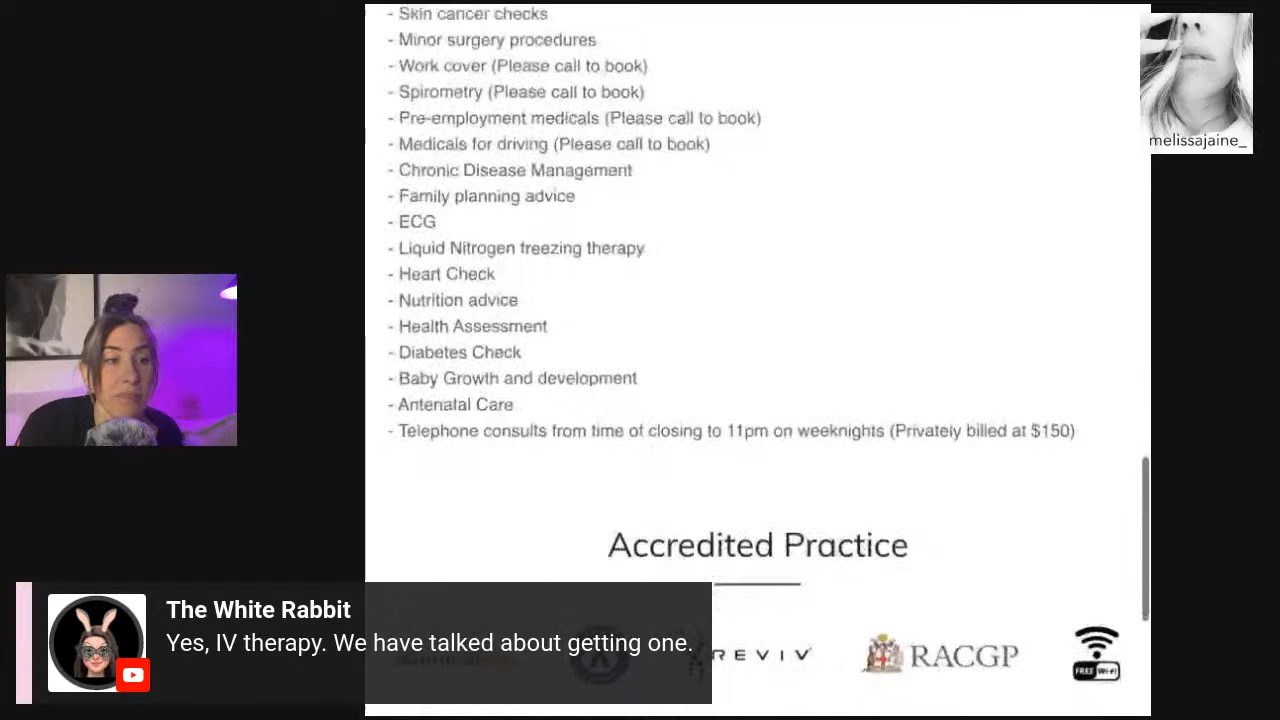 - Skin cancer checks
- Minor surgery procedures
- Work cover (Please call to book)
- Spirometry (Please call to book)
- Pre-employment medicals (Please call to book)
- Medicals for driving (Please call to book)
- Chronic Disease Management
- Family planning advice
- ECG
- Liquid Nitrogen freezing therapy
- Heart Check
- Nutrition advice
- Health Assessment
- Diabetes Check
- Baby Growth and development
- Antenatal Care
- Telephone consults from time of closing to 11pm on weeknights (Privately billed at $150)
melissajaine_
Accredited Practice
The White Rabbit
Yes, IV therapy. We have talked about getting one.
REVIV
RACGP
FREE Wi-Fi